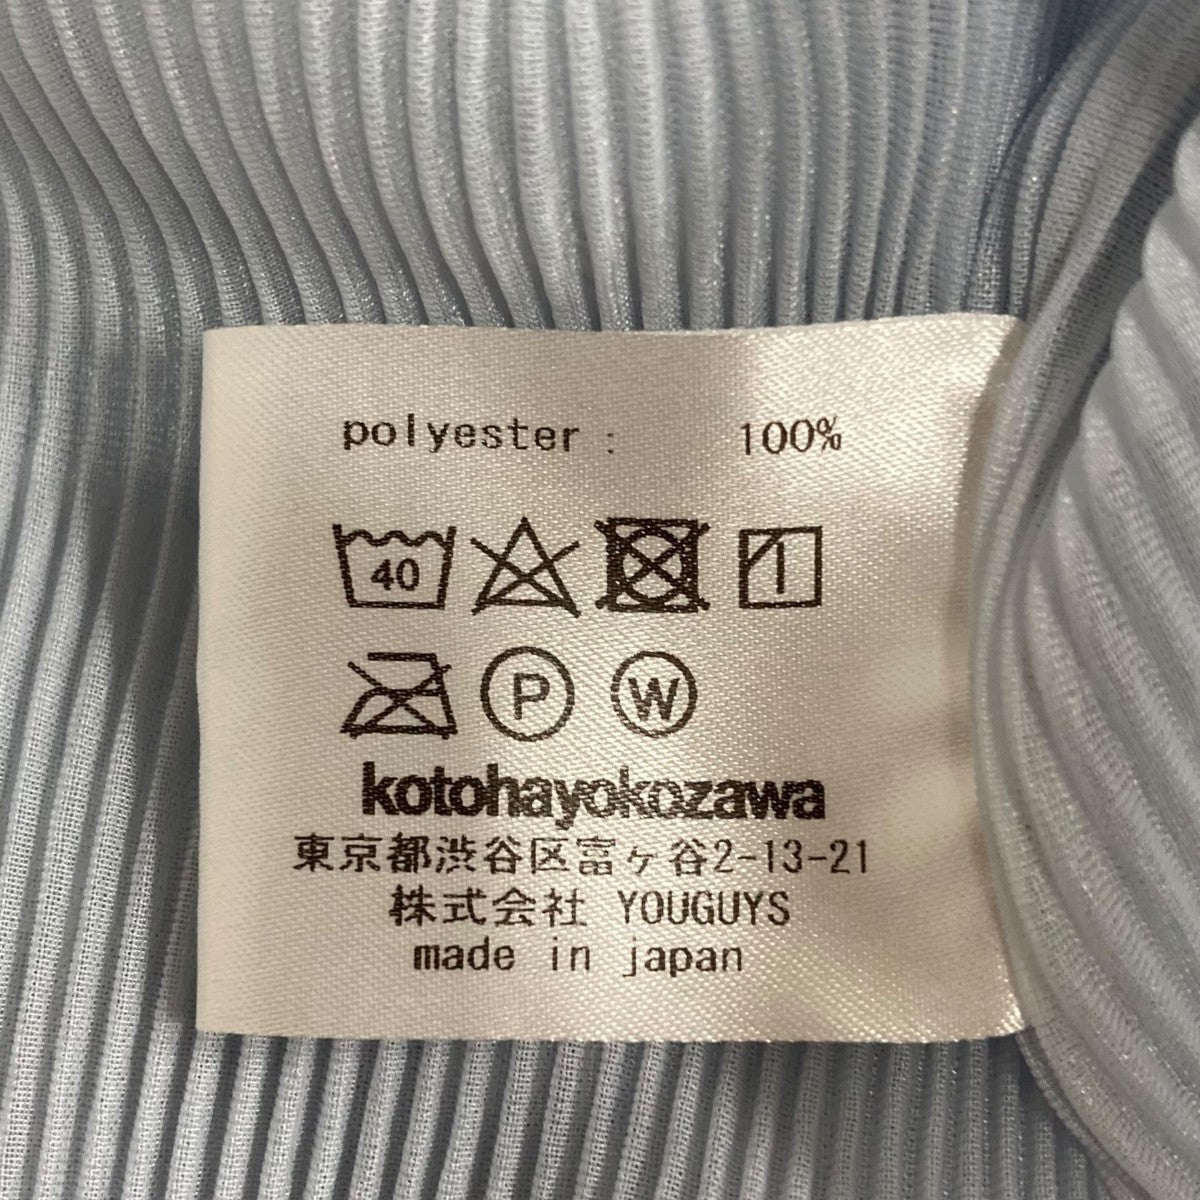 polyester : 100%
40
P W
kotohayokozawa
東京都渋谷区富ヶ谷2-13-21
株式会社 YOUGUYS
made in japan